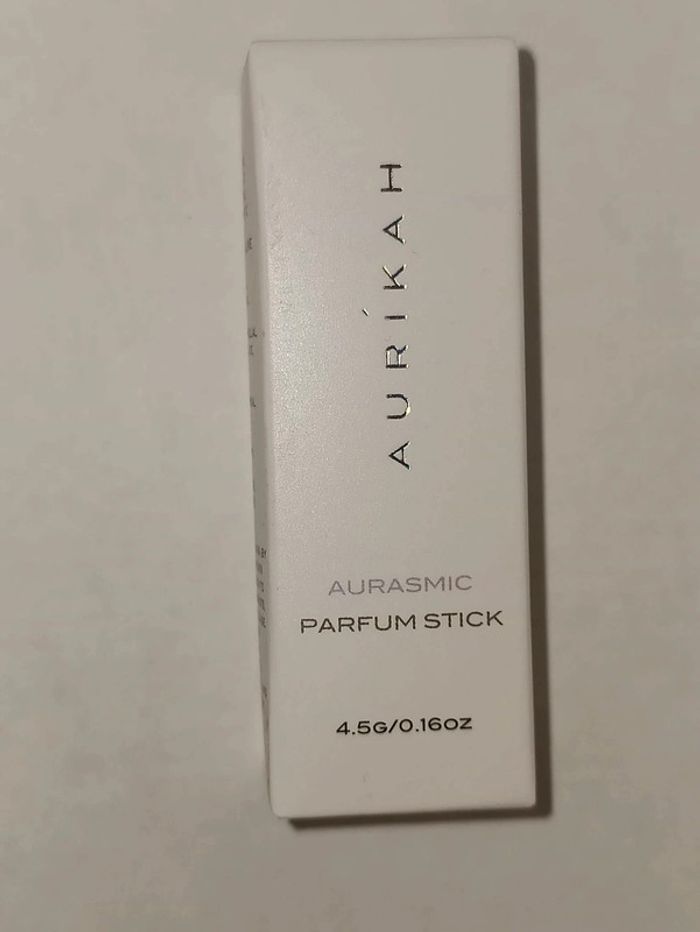 AURÍKAH
AURASMIC
PARFUM STICK
4.5G/0.16OZ